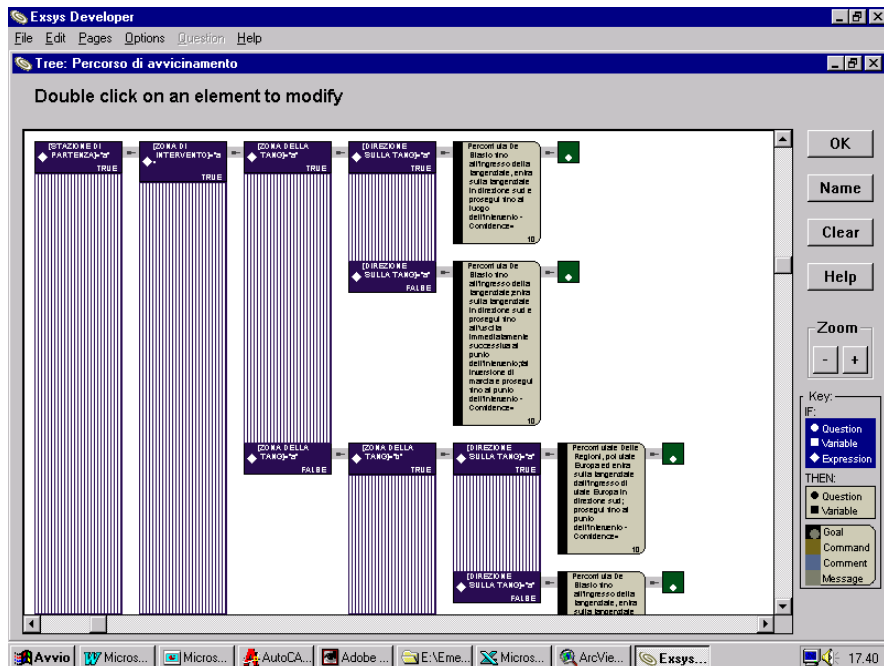 Exsys Developer
File Edit Pages Options Question Help
Tree: Percorso di avvicinamento
Double click on an element to modify
[STAZIONE DI
PARTENZA]="a"
TRUE
[ZONA DI
INTERVENTO]="a
"
TRUE
[ZONA DELLA
TANG]="a"
TRUE
[DIREZIONE
SULLA TANG]="a"
TRUE
Percorri via De
Blasio fino
all'ingresso della
tangenziale, entra
sulla tangenziale
in direzione sud e
prosegui fino al
luogo
dell'intervento -
Confidence=
10
[DIREZIONE
SULLA TANG]="a"
FALSE
Percorri via De
Blasio fino
all'ingresso della
tangenziale;entra
sulla tangenziale
in direzione sud e
prosegui fino
all'uscita
immediatamente
successiva al
punto
dell'intervento;fai
inversione di
marcia e prosegui
fino al punto
dell'intervento -
Confidence=
10
[ZONA DELLA
TANG]="a"
FALSE
[ZONA DELLA
TANG]="b"
TRUE
[DIREZIONE
SULLA TANG]="a"
TRUE
Percorri viale Delle
Regioni, poi viale
Europa ed entra
sulla tangenziale
dall'ingresso di
viale Europa in
direzione sud;
prosegui fino al
punto
dell'intervento -
Confidence=
10
[DIREZIONE
SULLA TANG]="a"
FALSE
Percorri via De
Blasio fino
all'ingresso della
tangenziale, entra
sulla tangenziale
OK
Name
Clear
Help
Zoom
- +
Key:
IF:
Question
Variable
Expression
THEN:
Question
Variable
Goal
Command
Comment
Message
Avvio Micros... Micros... AutoCA... Adobe ... E:\Eme... Micros... ArcVie... Exsys... 17.40